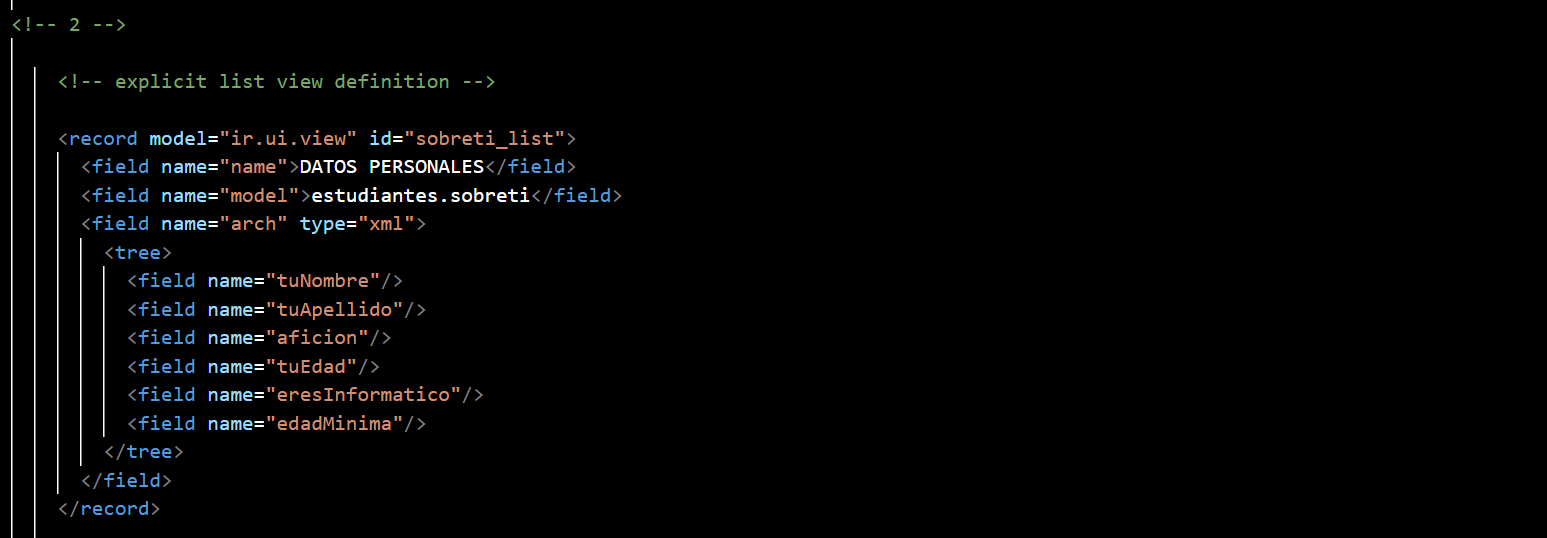 <!-- 2 -->
<!-- explicit list view definition -->
<record model="ir.ui.view" id="sobreti_list">
<field name="name">DATOS PERSONALES</field>
<field name="model">estudiantes.sobreti</field>
<field name="arch" type="xml">
<tree>
<field name="tuNombre"/>
<field name="tuApellido"/>
<field name="aficion"/>
<field name="tuEdad"/>
<field name="eresInformatico"/>
<field name="edadMinima"/>
</tree>
</field>
</record>